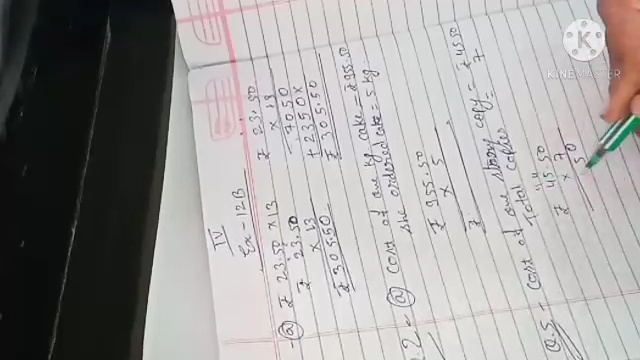 IV
Ex - 12B
(a) ₹ 23.50 x 13
₹ 23.50
x 13
₹ 305.50
₹ 23.50
x 13
7050
+ 2350x
₹ 305.50
2 - (a) Cost of one kg cake = ₹ 955.50
She ordered cake = 5 kg
₹ 955.50
x 5
₹
Q.5 - Cost of one story copy = ₹ 45.50
Total copies = 7
₹ 45.50
x 7
50
K
KINEMASTER